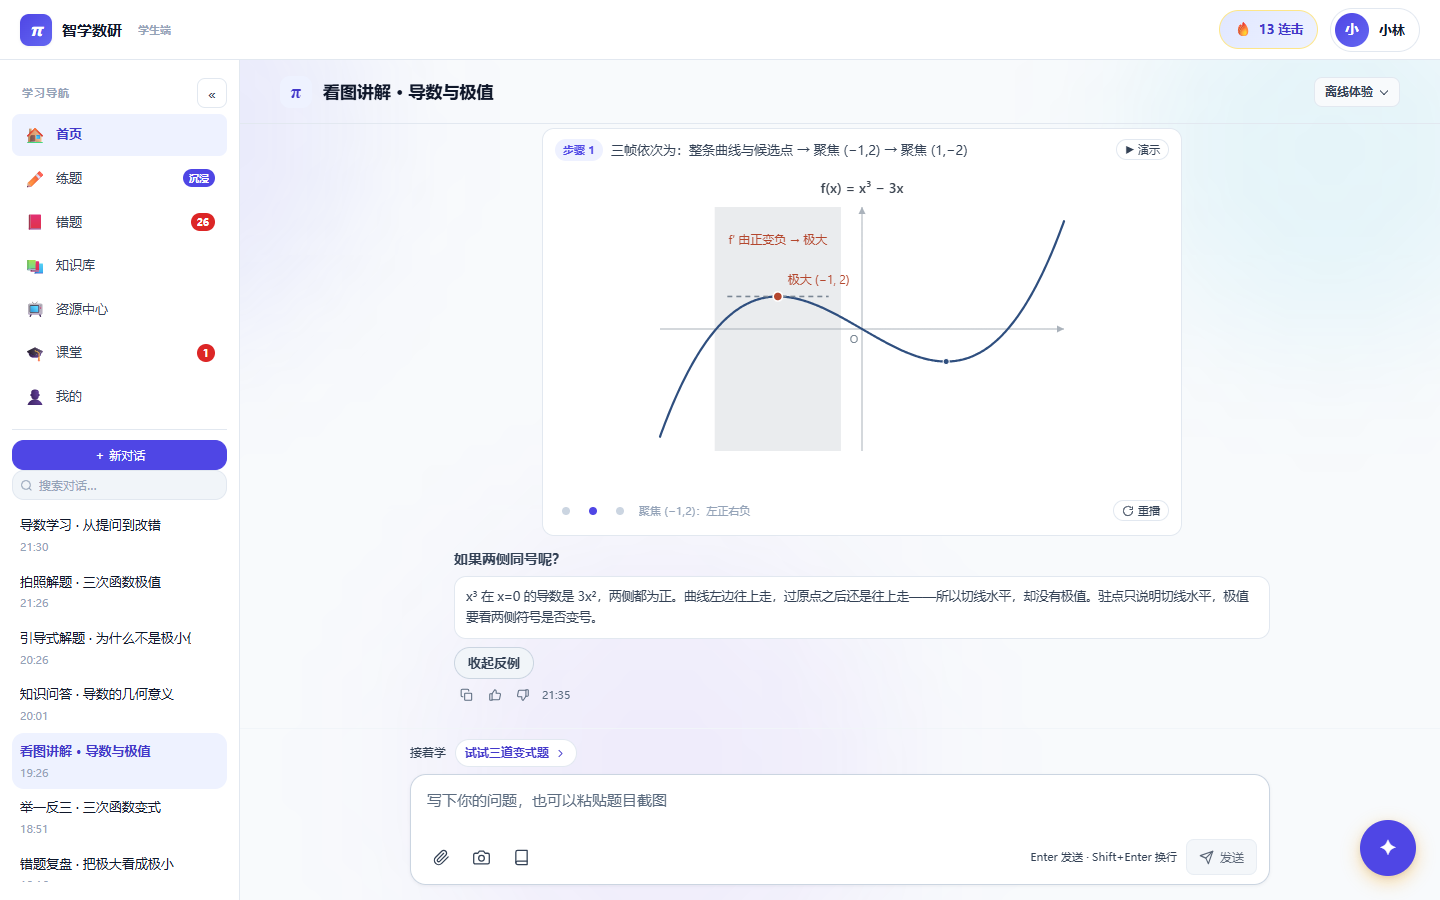 π 智学数研 学生端
13 连击
小 小林
学习导航
«
首页
练题 沉浸
错题 26
知识库
资源中心
课堂 1
我的
+ 新对话
搜索对话...
导数学习 · 从提问到改错
21:30
拍照解题 · 三次函数极值
21:26
引导式解题 · 为什么不是极小
20:26
知识问答 · 导数的几何意义
20:01
看图讲解 • 导数与极值
19:26
举一反三 · 三次函数变式
18:51
错题复盘 · 把极大看成极小
π 看图讲解 • 导数与极值
离线体验
步骤 1 三帧依次为：整条曲线与候选点 → 聚焦 (−1,2) → 聚焦 (1,−2)
▶ 演示
f(x) = x³ − 3x
f′ 由正变负 → 极大
极大 (−1, 2)
O
聚焦 (−1,2)：左正右负
重播
如果两侧同号呢？
x³ 在 x=0 的导数是 3x²，两侧都为正。曲线左边往上走，过原点之后还是往上走——所以切线水平，却没有极值。驻点只说明切线水平，极值
要看两侧符号是否变号。
收起反例
21:35
接着学 试试三道变式题 ›
写下你的问题，也可以粘贴题目截图
Enter 发送 · Shift+Enter 换行
发送